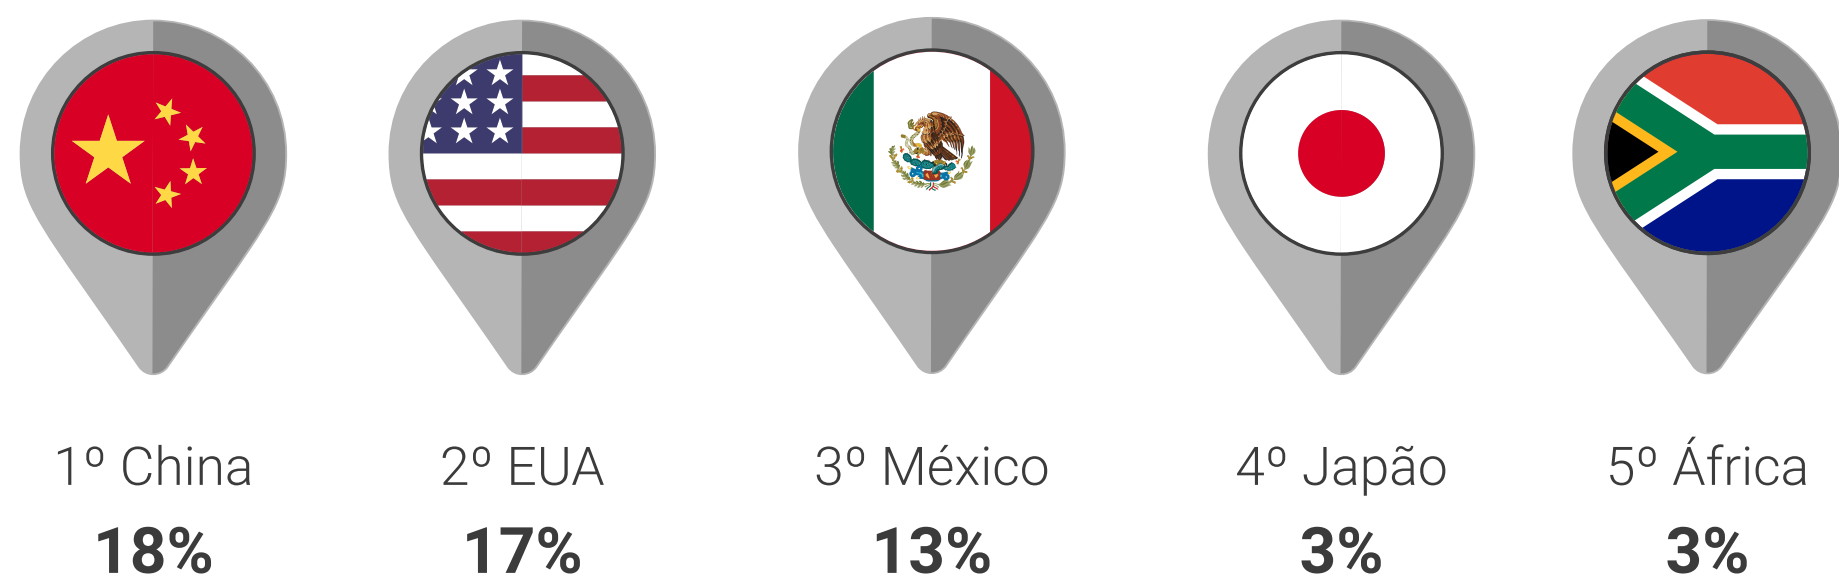 1º China
18%
2º EUA
17%
3º México
13%
4º Japão
3%
5º África
3%